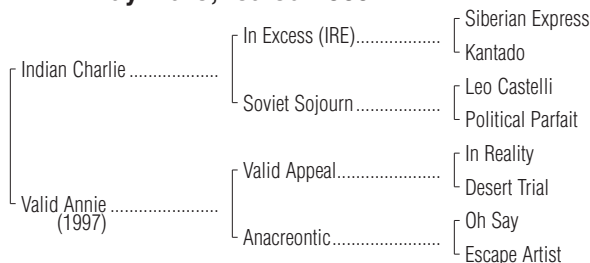 Siberian Express
In Excess (IRE)....................
Kantado
Indian Charlie .....................
Leo Castelli
Soviet Sojourn ....................
Political Parfait
In Reality
Valid Appeal.........................
Desert Trial
Valid Annie .........................
(1997)
Oh Say
Anacreontic..........................
Escape Artist